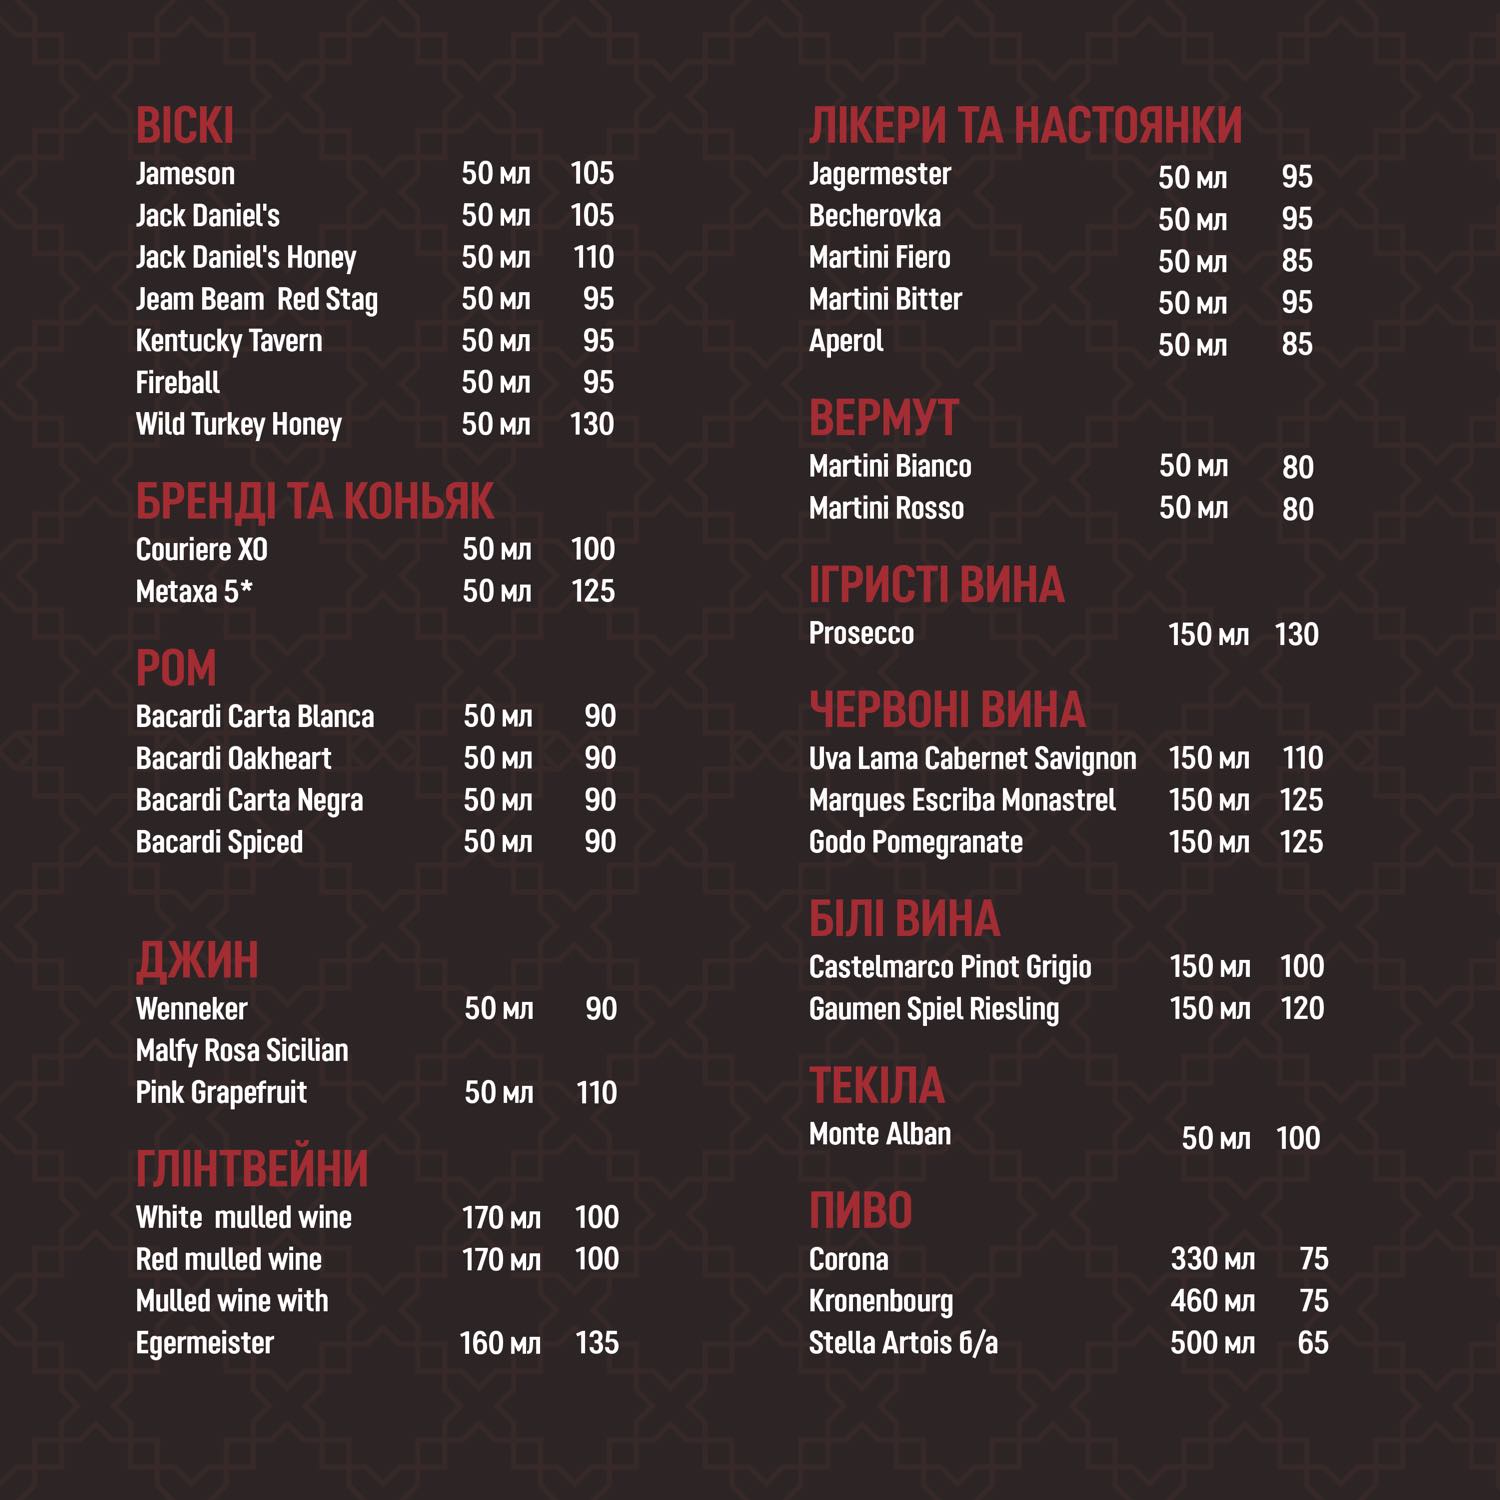 ВІСКІ
Jameson 50 мл 105
Jack Daniel's 50 мл 105
Jack Daniel's Honey 50 мл 110
Jeam Beam Red Stag 50 мл 95
Kentucky Tavern 50 мл 95
Fireball 50 мл 95
Wild Turkey Honey 50 мл 130
БРЕНДІ ТА КОНЬЯК
Couriere XO 50 мл 100
Metaxa 5* 50 мл 125
РОМ
Bacardi Carta Blanca 50 мл 90
Bacardi Oakheart 50 мл 90
Bacardi Carta Negra 50 мл 90
Bacardi Spiced 50 мл 90
ДЖИН
Wenneker 50 мл 90
Malfy Rosa Sicilian
Pink Grapefruit 50 мл 110
ГЛІНТВЕЙНИ
White mulled wine 170 мл 100
Red mulled wine 170 мл 100
Mulled wine with
Egermeister 160 мл 135
ЛІКЕРИ ТА НАСТОЯНКИ
Jagermester 50 мл 95
Becherovka 50 мл 95
Martini Fiero 50 мл 85
Martini Bitter 50 мл 95
Aperol 50 мл 85
ВЕРМУТ
Martini Bianco 50 мл 80
Martini Rosso 50 мл 80
ІГРИСТІ ВИНА
Prosecco 150 мл 130
ЧЕРВОНІ ВИНА
Uva Lama Cabernet Savignon 150 мл 110
Marques Escriba Monastrel 150 мл 125
Godo Pomegranate 150 мл 125
БІЛІ ВИНА
Castelmarco Pinot Grigio 150 мл 100
Gaumen Spiel Riesling 150 мл 120
ТЕКІЛА
Monte Alban 50 мл 100
ПИВО
Corona 330 мл 75
Kronenbourg 460 мл 75
Stella Artois б/а 500 мл 65